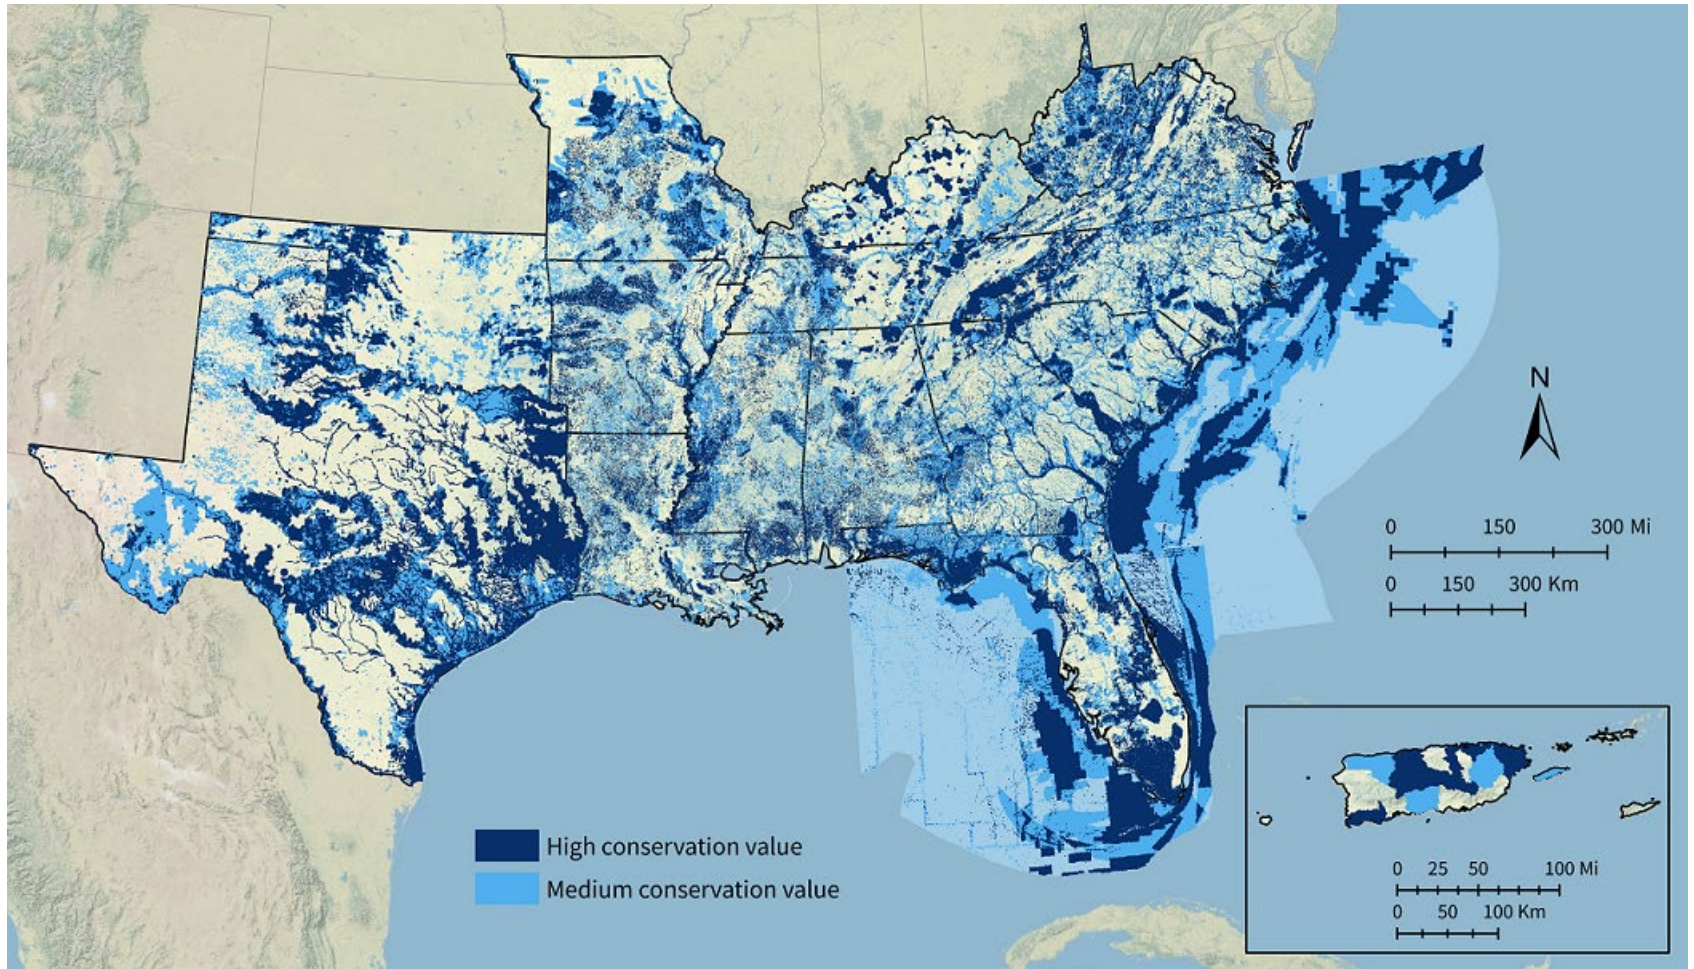 N
0 150 300 Mi
0 150 300 Km
High conservation value
Medium conservation value
0 25 50 100 Mi
0 50 100 Km